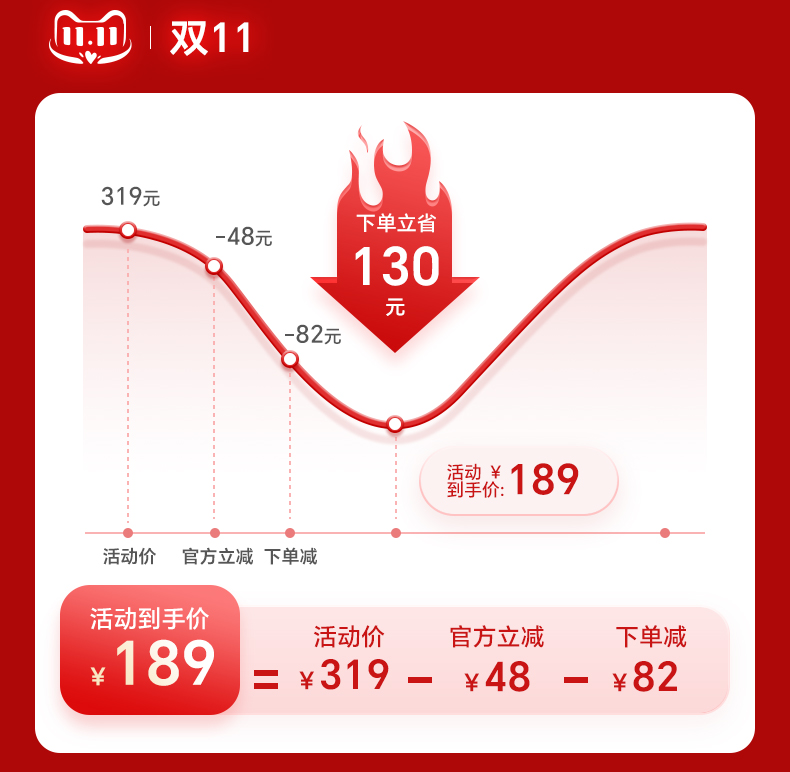 11.11 双11
319元
-48元
-82元
下单立省
130
元
活动 ¥
到手价: 189
活动价 官方立减 下单减
活动到手价 活动价 官方立减 下单减
¥189 = ¥319 - ¥48 - ¥82